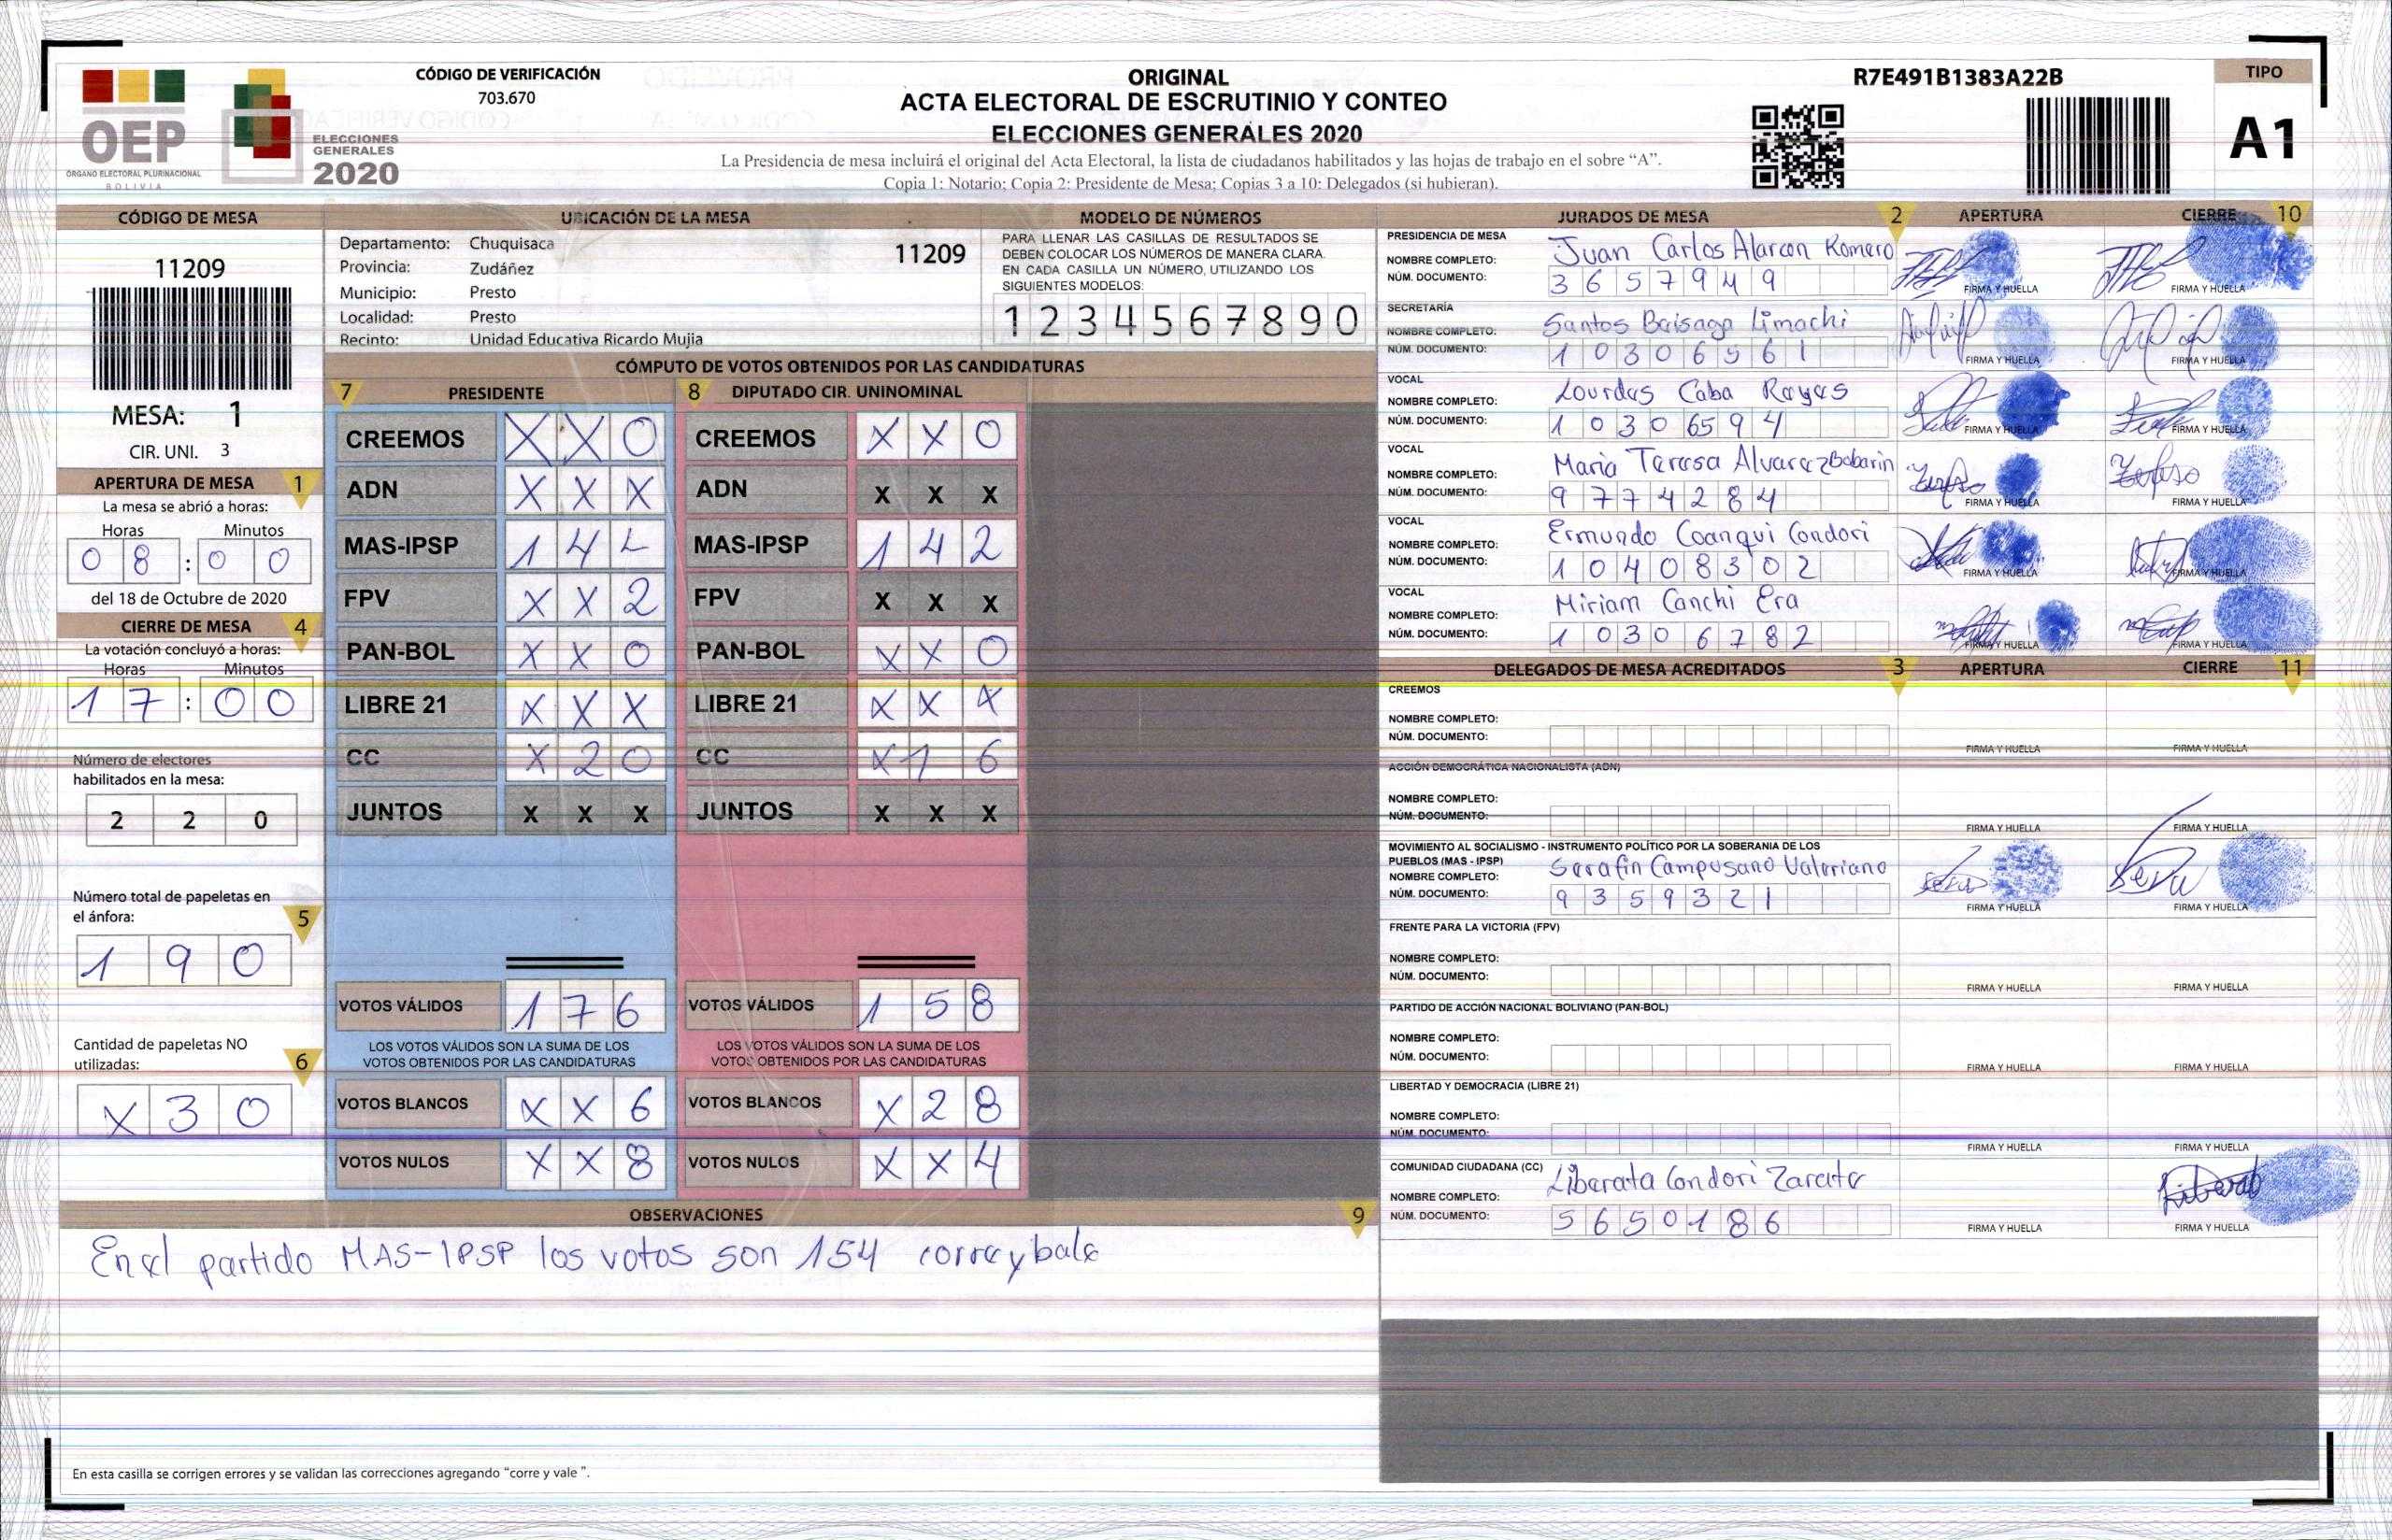 CÓDIGO DE VERIFICACIÓN
703.670
OEP
ÓRGANO ELECTORAL PLURINACIONAL
BOLIVIA
ELECCIONES
GENERALES
2020
ORIGINAL
ACTA ELECTORAL DE ESCRUTINIO Y CONTEO
ELECCIONES GENERALES 2020
La Presidencia de mesa incluirá el original del Acta Electoral, la lista de ciudadanos habilitados y las hojas de trabajo en el sobre “A”.
Copia 1: Notario; Copia 2: Presidente de Mesa; Copias 3 a 10: Delegados (si hubieran).
R7E491B1383A22B
TIPO
A1
CÓDIGO DE MESA
11209
MESA: 1
CIR. UNI. 3
APERTURA DE MESA 1
La mesa se abrió a horas:
Horas Minutos
0 8 : 0 0
del 18 de Octubre de 2020
CIERRE DE MESA 4
La votación concluyó a horas:
Horas Minutos
1 7 : 0 0
Número de electores
habilitados en la mesa:
2 2 0
Número total de papeletas en
el ánfora: 5
1 9 0
Cantidad de papeletas NO
utilizadas: 6
X 3 0
UBICACIÓN DE LA MESA
Departamento: Chuquisaca 11209
Provincia: Zudáñez
Municipio: Presto
Localidad: Presto
Recinto: Unidad Educativa Ricardo Mujia
MODELO DE NÚMEROS
PARA LLENAR LAS CASILLAS DE RESULTADOS SE
DEBEN COLOCAR LOS NÚMEROS DE MANERA CLARA.
EN CADA CASILLA UN NÚMERO, UTILIZANDO LOS
SIGUIENTES MODELOS:
1 2 3 4 5 6 7 8 9 0
CÓMPUTO DE VOTOS OBTENIDOS POR LAS CANDIDATURAS
7 PRESIDENTE
CREEMOS X X 0
ADN X X X
MAS-IPSP 1 4 L
FPV X X 2
PAN-BOL X X 0
LIBRE 21 X X X
CC X 2 0
JUNTOS X X X
VOTOS VÁLIDOS 1 7 6
LOS VOTOS VÁLIDOS SON LA SUMA DE LOS
VOTOS OBTENIDOS POR LAS CANDIDATURAS
VOTOS BLANCOS X X 6
VOTOS NULOS X X 8
8 DIPUTADO CIR. UNINOMINAL
CREEMOS X X 0
ADN X X X
MAS-IPSP 1 4 2
FPV X X X
PAN-BOL X X 0
LIBRE 21 X X X
CC X 1 6
JUNTOS X X X
VOTOS VÁLIDOS 1 5 8
LOS VOTOS VÁLIDOS SON LA SUMA DE LOS
VOTOS OBTENIDOS POR LAS CANDIDATURAS
VOTOS BLANCOS X 2 8
VOTOS NULOS X X 4
OBSERVACIONES 9
En el partido MAS-IPSP los votos son 154 corre y bale
En esta casilla se corrigen errores y se validan las correcciones agregando “corre y vale ”.
JURADOS DE MESA 2 APERTURA CIERRE 10
PRESIDENCIA DE MESA
NOMBRE COMPLETO: Juan Carlos Alarcon Romero
NÚM. DOCUMENTO: 3 6 5 7 9 4 9
FIRMA Y HUELLA FIRMA Y HUELLA
SECRETARÍA
NOMBRE COMPLETO: Santos Baisaga Limachi
NÚM. DOCUMENTO: 1 0 3 0 6 5 6 1
FIRMA Y HUELLA FIRMA Y HUELLA
VOCAL
NOMBRE COMPLETO: Lourdes Caba Reyes
NÚM. DOCUMENTO: 1 0 3 0 6 5 9 4
FIRMA Y HUELLA FIRMA Y HUELLA
VOCAL
NOMBRE COMPLETO: Maria Teresa Alvarez Bobarin
NÚM. DOCUMENTO: 9 7 7 4 2 8 4
FIRMA Y HUELLA FIRMA Y HUELLA
VOCAL
NOMBRE COMPLETO: Ermundo Coanqui Condori
NÚM. DOCUMENTO: 1 0 4 0 8 3 0 2
FIRMA Y HUELLA FIRMA Y HUELLA
VOCAL
NOMBRE COMPLETO: Miriam Canchi Era
NÚM. DOCUMENTO: 1 0 3 0 6 7 8 2
FIRMA Y HUELLA FIRMA Y HUELLA
DELEGADOS DE MESA ACREDITADOS 3 APERTURA CIERRE 11
CREEMOS
NOMBRE COMPLETO:
NÚM. DOCUMENTO:
FIRMA Y HUELLA FIRMA Y HUELLA
ACCIÓN DEMOCRÁTICA NACIONALISTA (ADN)
NOMBRE COMPLETO:
NÚM. DOCUMENTO:
FIRMA Y HUELLA FIRMA Y HUELLA
MOVIMIENTO AL SOCIALISMO - INSTRUMENTO POLÍTICO POR LA SOBERANIA DE LOS
PUEBLOS (MAS - IPSP)
NOMBRE COMPLETO: Serafin Campusano Valeriano
NÚM. DOCUMENTO: 9 3 5 9 3 2 1
FIRMA Y HUELLA FIRMA Y HUELLA
FRENTE PARA LA VICTORIA (FPV)
NOMBRE COMPLETO:
NÚM. DOCUMENTO:
FIRMA Y HUELLA FIRMA Y HUELLA
PARTIDO DE ACCIÓN NACIONAL BOLIVIANO (PAN-BOL)
NOMBRE COMPLETO:
NÚM. DOCUMENTO:
FIRMA Y HUELLA FIRMA Y HUELLA
LIBERTAD Y DEMOCRACIA (LIBRE 21)
NOMBRE COMPLETO:
NÚM. DOCUMENTO:
FIRMA Y HUELLA FIRMA Y HUELLA
COMUNIDAD CIUDADANA (CC)
NOMBRE COMPLETO: Liberata Condori Zarate
NÚM. DOCUMENTO: 5 6 5 0 1 8 6
FIRMA Y HUELLA FIRMA Y HUELLA